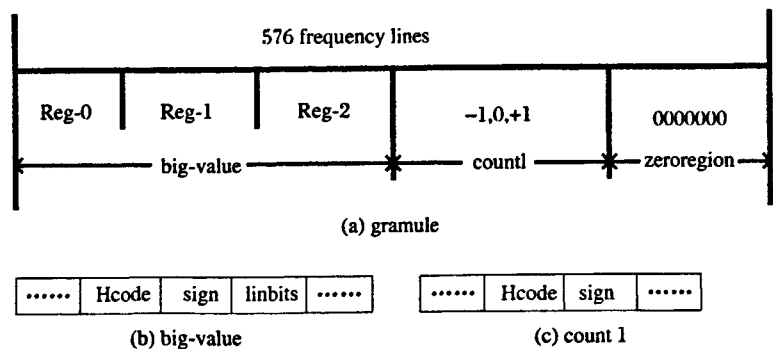 576 frequency lines
Reg-0 Reg-1 Reg-2 −1,0,+1 0000000
big-value countl zeroregion
(a) gramule
...... Hcode sign linbits ......
...... Hcode sign ......
(b) big-value
(c) count 1